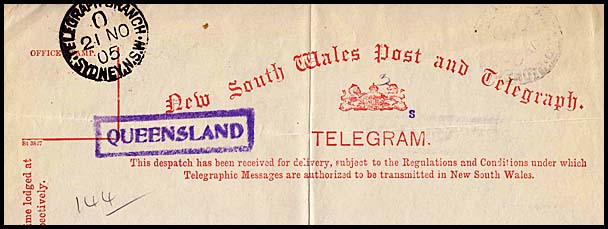 TELEGRAPH BRANCH
O
21 NO
05
SYDNEY, N.S.W.
OFFICE STAMP.
New South Wales Post and Telegraph.
S
QUEENSLAND
TELEGRAM.
This despatch has been received for delivery, subject to the Regulations and Conditions under which
Telegraphic Messages are authorized to be transmitted in New South Wales.
ime lodged at
pectively.
144